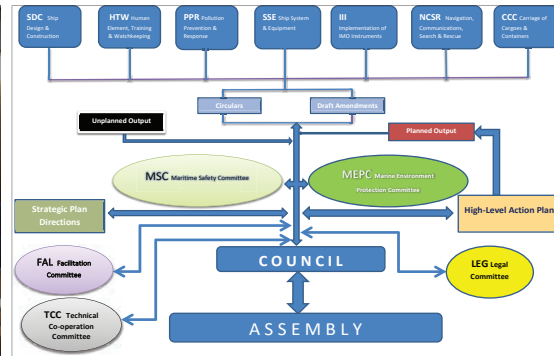 SDC Ship
Design &
Construction
HTW Human
Element, Training
& Watchkeeping
PPR Pollution
Prevention &
Response
SSE Ship System
& Equipment
III
Implementation of
IMO Instruments
NCSR Navigation,
Communications,
Search & Rescue
CCC Carriage of
Cargoes &
Containers
Circulars
Draft Amendments
Unplanned Output
Planned Output
MSC Maritime Safety Committee
MEPC Marine Environment
Protection Committee
Strategic Plan
Directions
High-Level Action Plan
FAL Facilitation
Committee
COUNCIL
LEG Legal
Committee
TCC Technical
Co-operation
Committee
ASSEMBLY